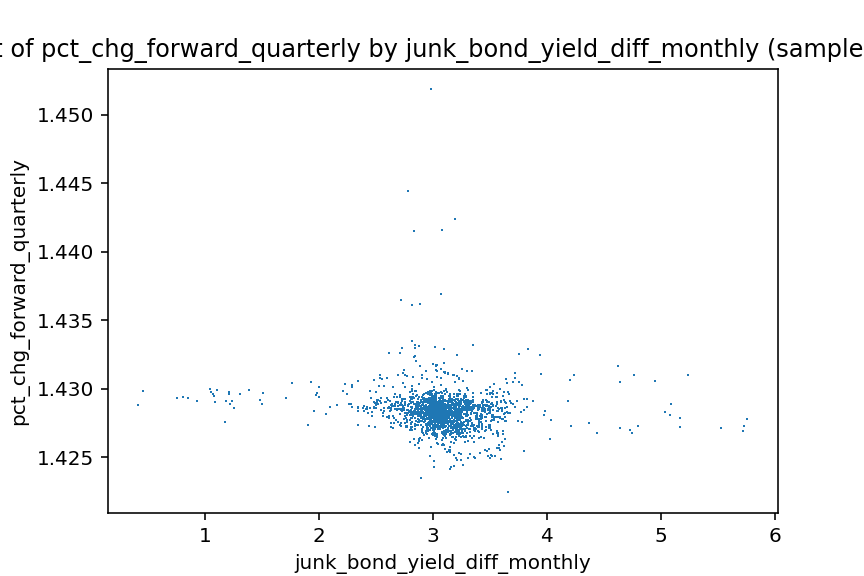 of pct_chg_forward_quarterly by junk_bond_yield_diff_monthly (sample
pct_chg_forward_quarterly
1.450
1.445
1.440
1.435
1.430
1.425
1 2 3 4 5 6
junk_bond_yield_diff_monthly